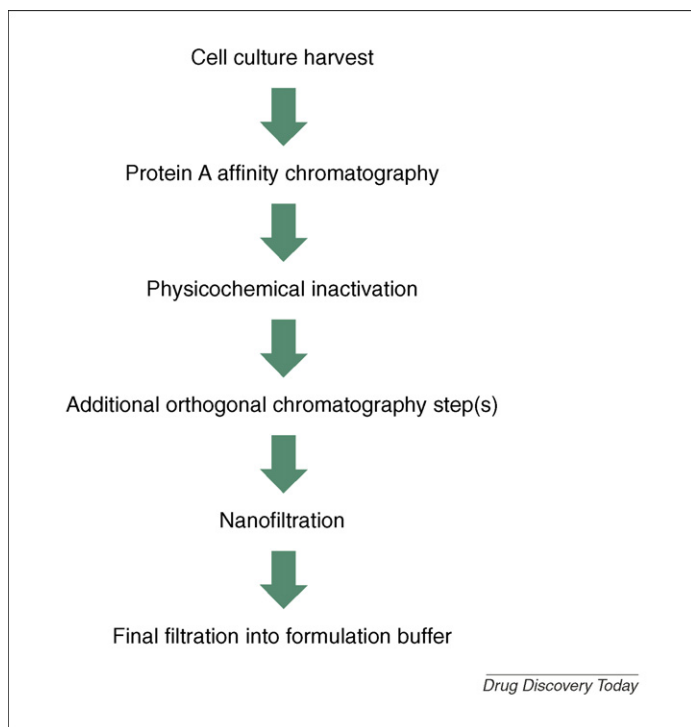 Cell culture harvest
Protein A affinity chromatography
Physicochemical inactivation
Additional orthogonal chromatography step(s)
Nanofiltration
Final filtration into formulation buffer
Drug Discovery Today